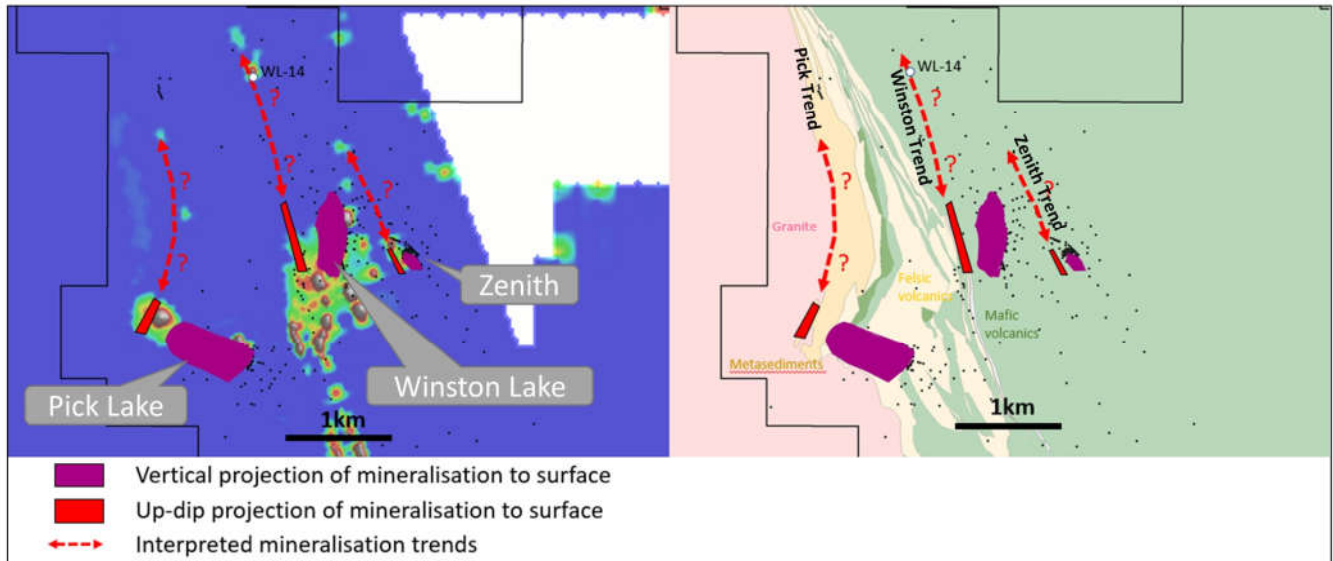 WL-14
?
?
?
?
?
Zenith
Winston Lake
Pick Lake
1km
Pick Trend
WL-14
Winston Trend
?
?
Zenith Trend
?
?
?
Granite
Felsic
volcanics
Mafic
volcanics
Metasediments
1km
Vertical projection of mineralisation to surface
Up-dip projection of mineralisation to surface
Interpreted mineralisation trends